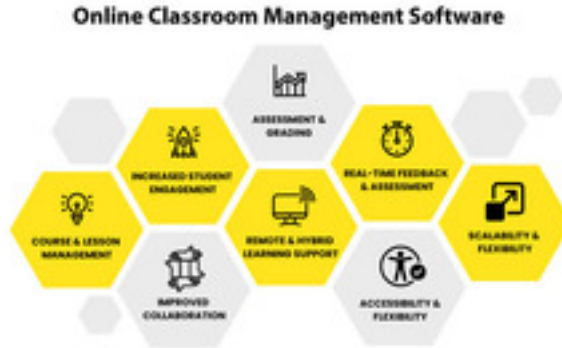 Online Classroom Management Software
ASSESSMENT &
GRADING
INCREASED STUDENT
ENGAGEMENT
REAL-TIME FEEDBACK
& ASSESSMENT
COURSE & LESSON
MANAGEMENT
REMOTE & HYBRID
LEARNING SUPPORT
SCALABILITY &
FLEXIBILITY
IMPROVED
COLLABORATION
ACCESSIBILITY &
FLEXIBILITY